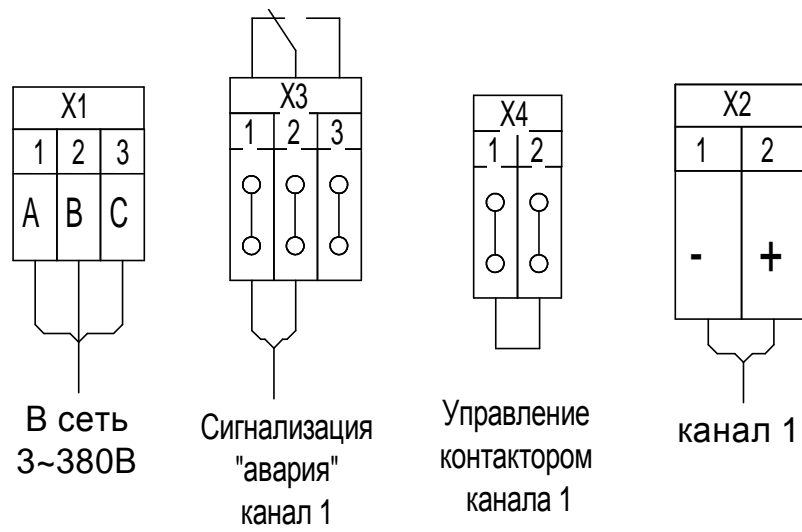 X1
1 2 3
A B C
В сеть
3~380В
X3
1 2 3
Сигнализация
"авария"
канал 1
X4
1 2
Управление
контактором
канала 1
X2
1 2
- +
канал 1